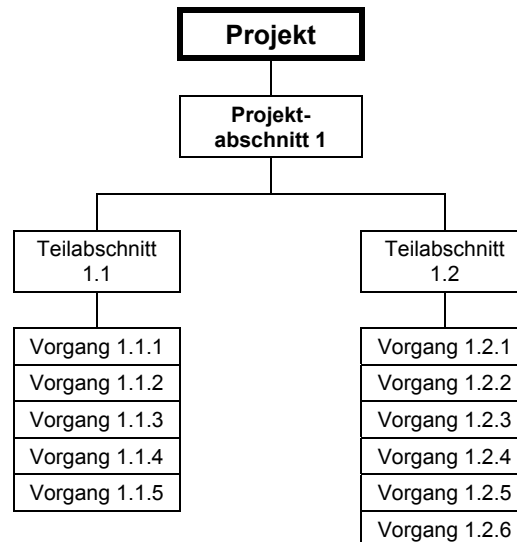 Projekt
Projekt-
abschnitt 1
Teilabschnitt
1.1
Teilabschnitt
1.2
Vorgang 1.1.1
Vorgang 1.1.2
Vorgang 1.1.3
Vorgang 1.1.4
Vorgang 1.1.5
Vorgang 1.2.1
Vorgang 1.2.2
Vorgang 1.2.3
Vorgang 1.2.4
Vorgang 1.2.5
Vorgang 1.2.6